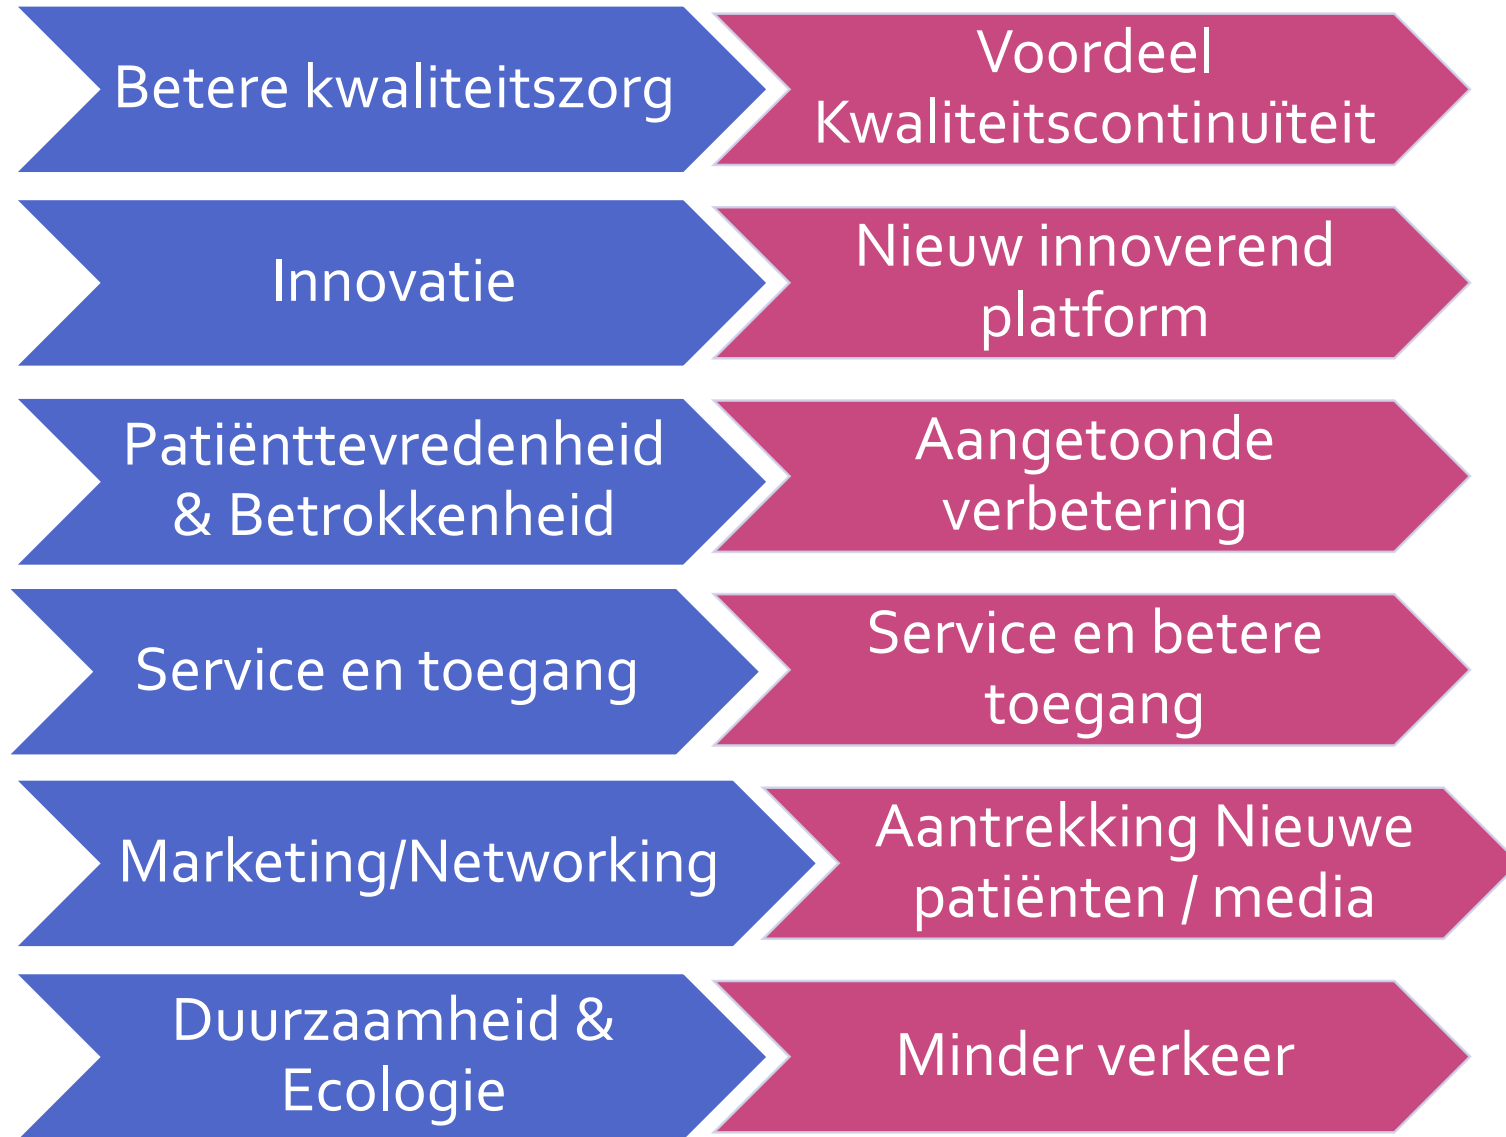 Betere kwaliteitszorg
Voordeel
Kwaliteitscontinuïteit
Innovatie
Nieuw innoverend
platform
Patiënttevredenheid
& Betrokkenheid
Aangetoonde
verbetering
Service en toegang
Service en betere
toegang
Marketing/Networking
Aantrekking Nieuwe
patiënten / media
Duurzaamheid &
Ecologie
Minder verkeer